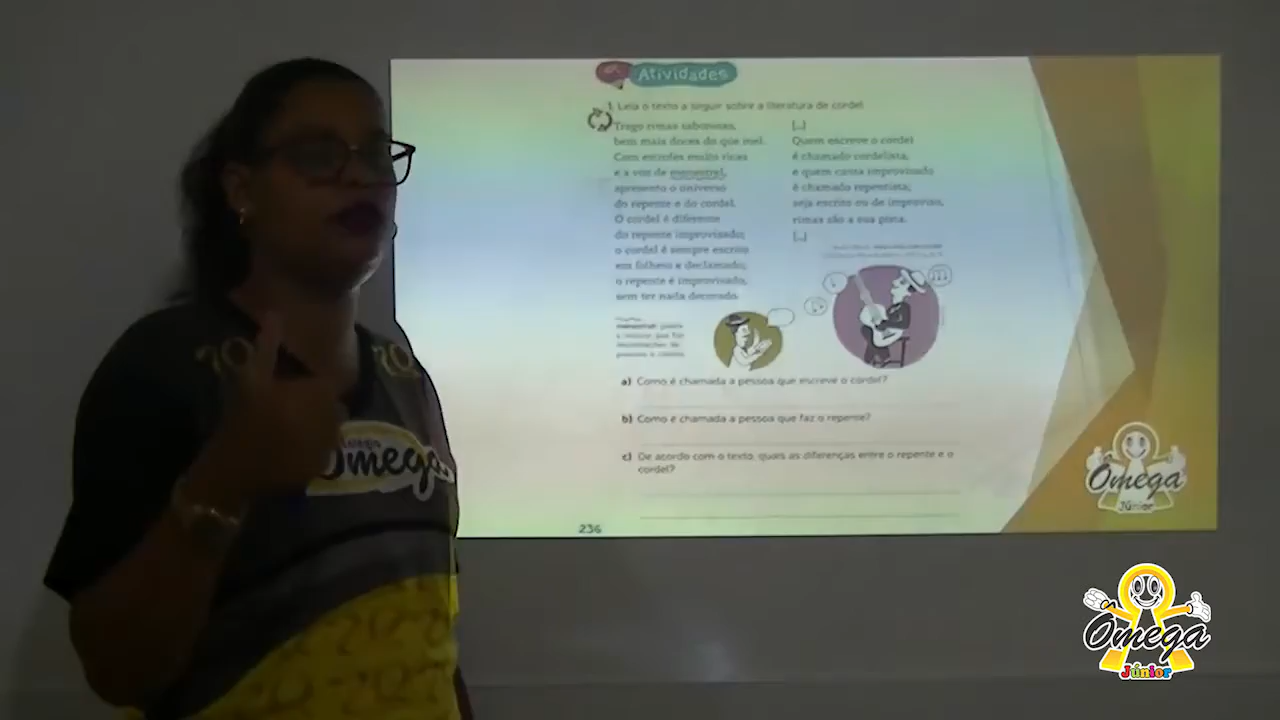 Atividades
1. Leia o texto a seguir sobre a literatura de cordel.
Trago rimas saborosas,
bem mais doces do que mel.
Com estrofes muito ricas
e a voz de menestrel,
apresento o universo
do repente e do cordel.
O cordel é diferente
do repente improvisado;
o cordel é sempre escrito
em folheto e declamado;
o repente é improvisado,
sem ter nada decorado.
[...]
Quem escreve o cordel
é chamado cordelista,
e quem canta improvisado
é chamado repentista;
seja escrito ou de improviso,
rimas são a sua pista.
[...]
menestrel: poeta
a) Como é chamada a pessoa que escreve o cordel?
b) Como é chamada a pessoa que faz o repente?
c) De acordo com o texto, quais as diferenças entre o repente e o
cordel?
236
Omega
Júnior
Colégio
Omega
Omega
Júnior